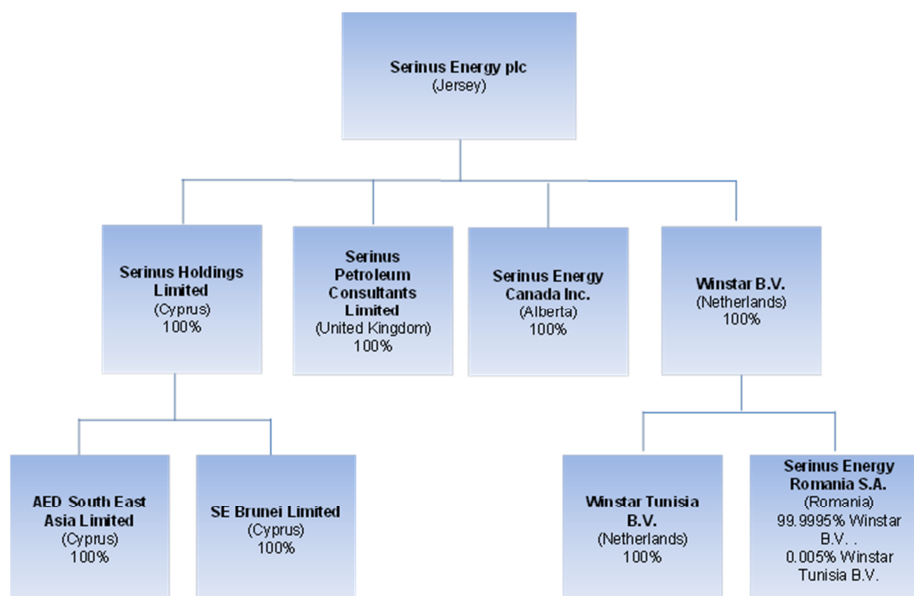 Serinus Energy plc
(Jersey)
Serinus Holdings
Limited
(Cyprus)
100%
Serinus
Petroleum
Consultants
Limited
(United Kingdom)
100%
Serinus Energy
Canada Inc.
(Alberta)
100%
Winstar B.V.
(Netherlands)
100%
AED South East
Asia Limited
(Cyprus)
100%
SE Brunei Limited
(Cyprus)
100%
Winstar Tunisia
B.V.
(Netherlands)
100%
Serinus Energy
Romania S.A.
(Romania)
99.9995% Winstar
B.V. .
0.005% Winstar
Tunisia B.V.